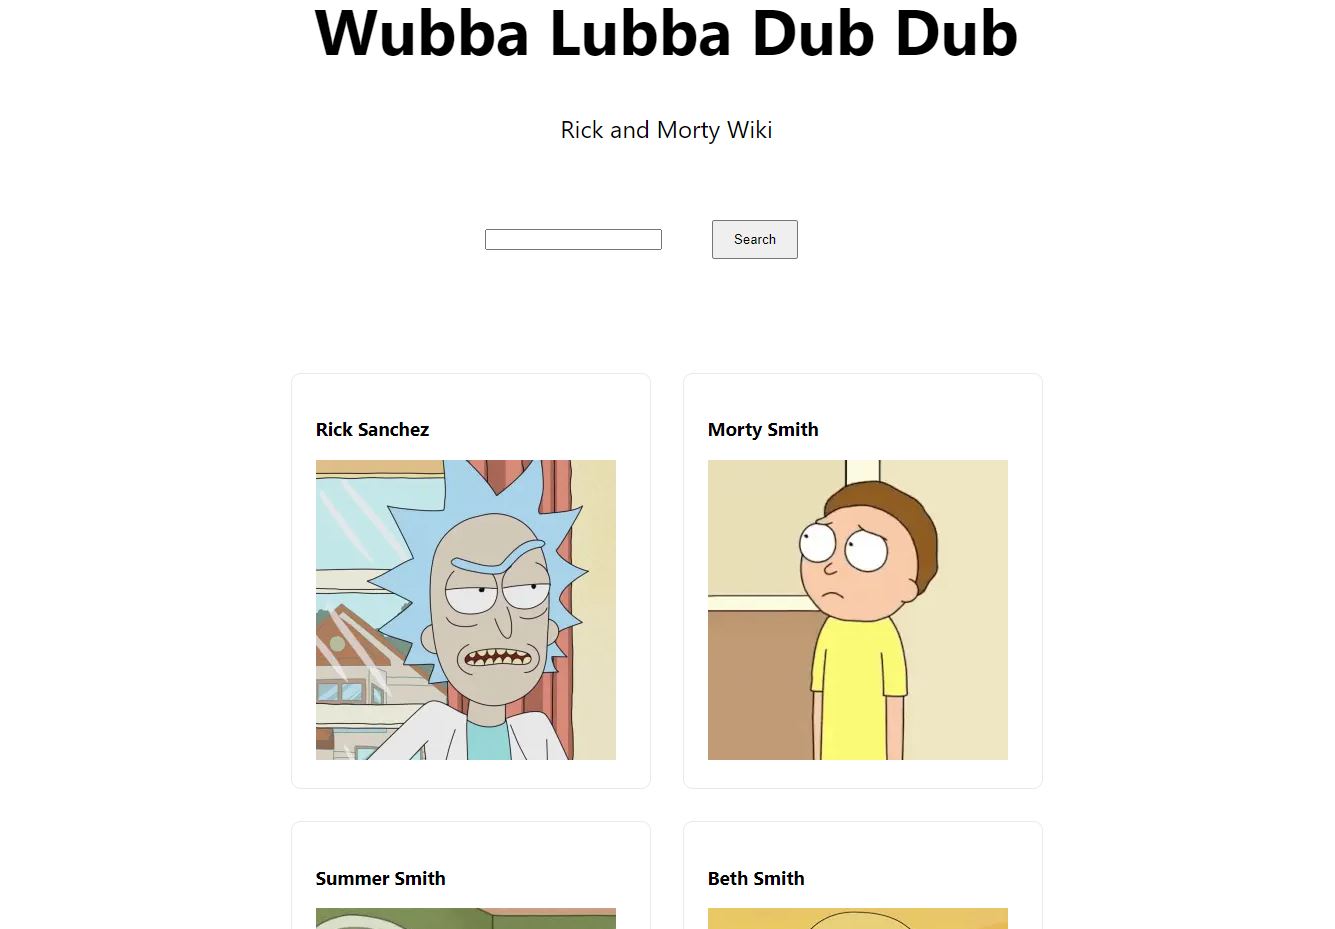 Wubba Lubba Dub Dub
Rick and Morty Wiki
Search
Rick Sanchez
Morty Smith
Summer Smith
Beth Smith